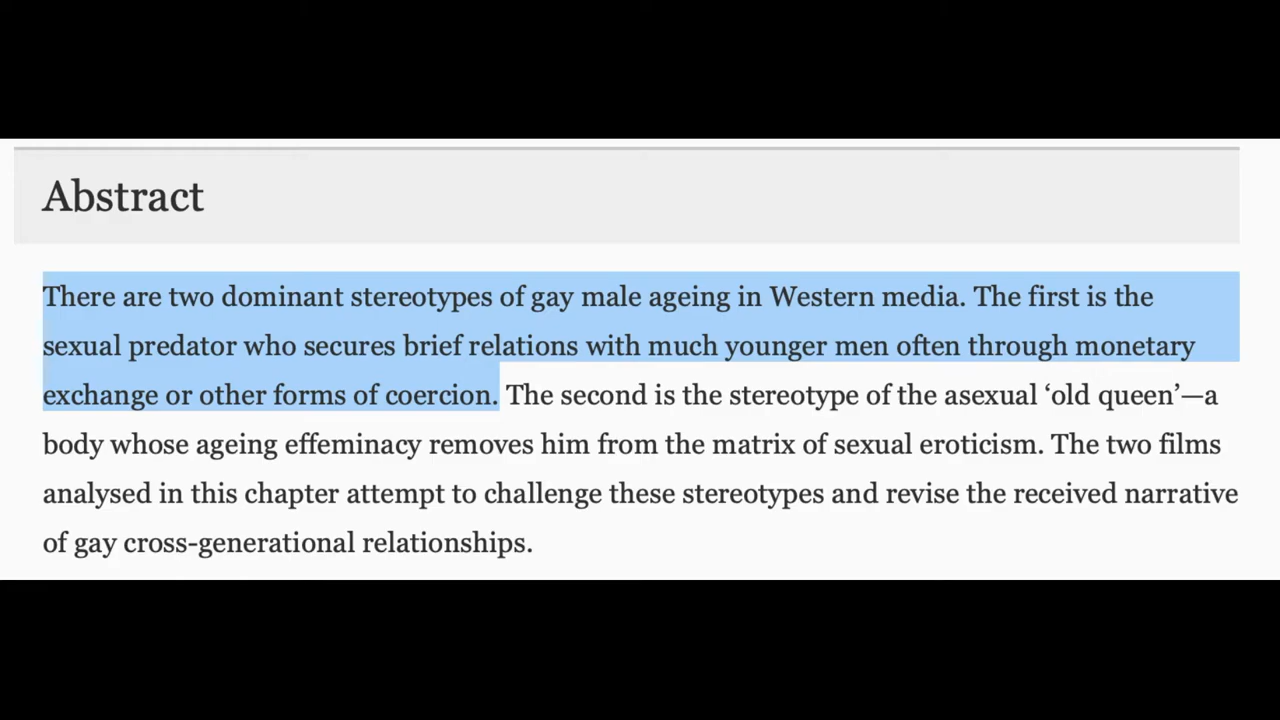 Abstract
There are two dominant stereotypes of gay male ageing in Western media. The first is the
sexual predator who secures brief relations with much younger men often through monetary
exchange or other forms of coercion. The second is the stereotype of the asexual ‘old queen’—a
body whose ageing effeminacy removes him from the matrix of sexual eroticism. The two films
analysed in this chapter attempt to challenge these stereotypes and revise the received narrative
of gay cross-generational relationships.